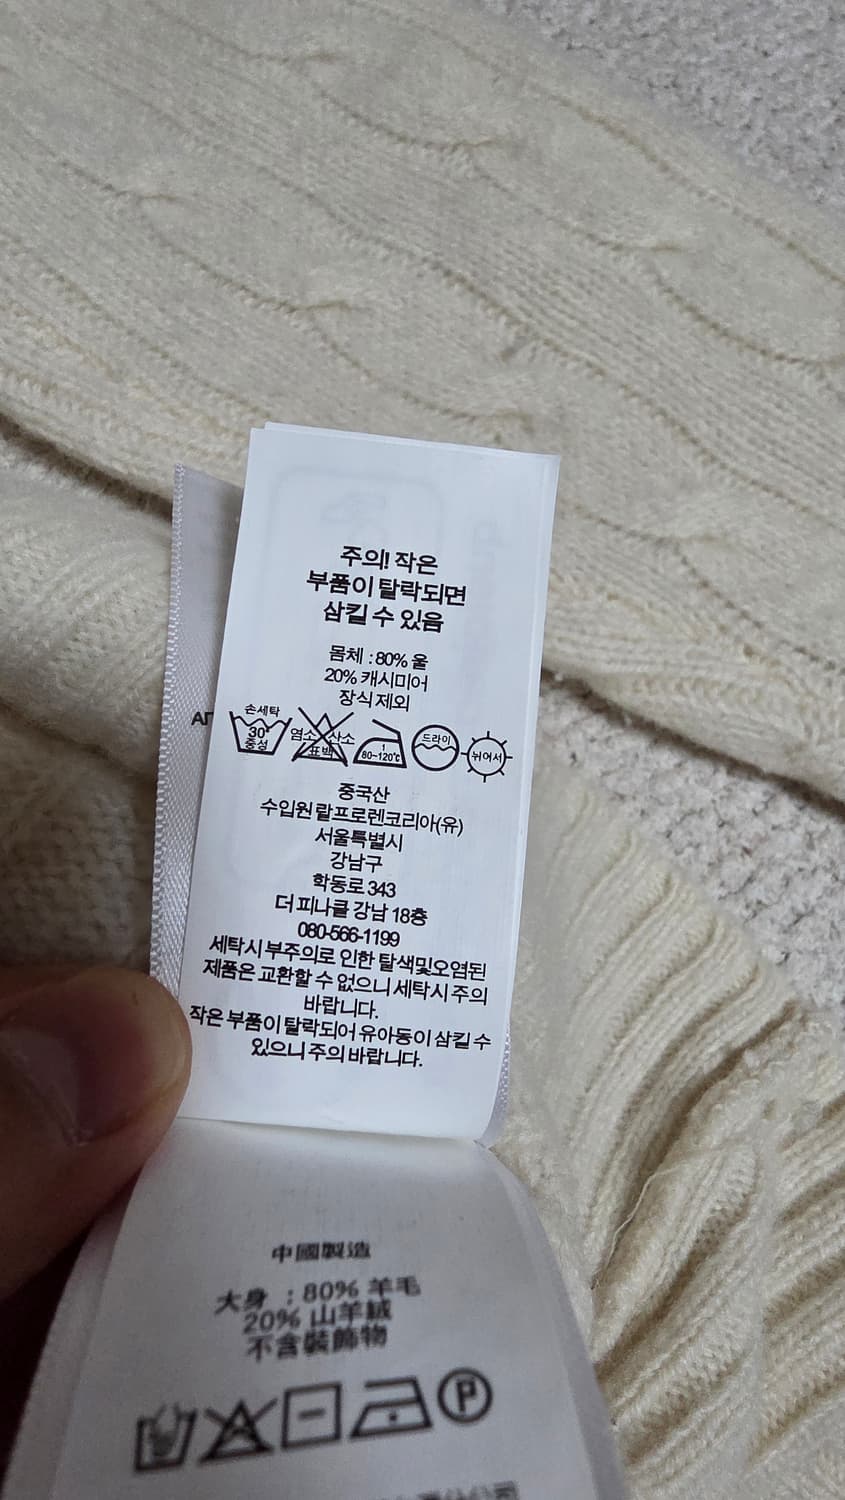 주의! 작은
부품이 탈락되면
삼킬 수 있음
몸체 : 80% 울
20% 캐시미어
장식 제외
손세탁
30°
중성
염소 산소
표백
1
80~120℃
드라이
뉘어서
중국산
수입원 랄프로렌코리아(유)
서울특별시
강남구
학동로 343
더 피나클 강남 18층
080-566-1199
세탁시 부주의로 인한 탈색및오염된
제품은 교환할 수 없으니 세탁시 주의
바랍니다.
작은 부품이 탈락되어 유아동이 삼킬 수
있으니 주의 바랍니다.
中國製造
大身 : 80% 羊毛
20% 山羊絨
不含裝飾物
P